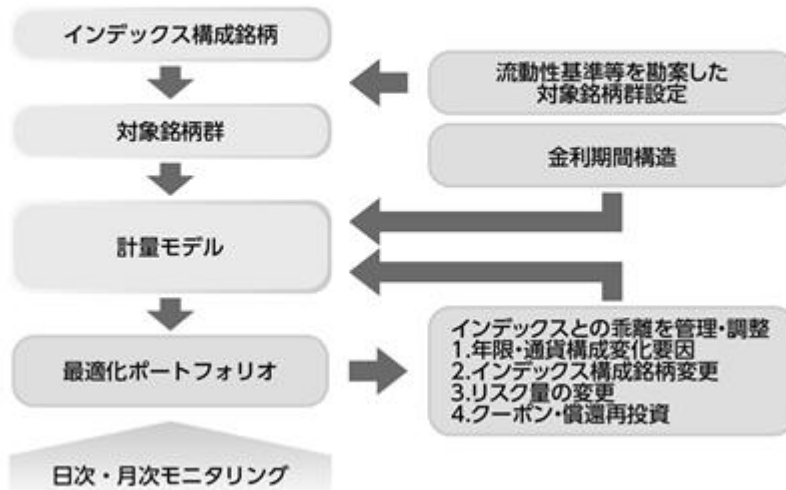 インデックス構成銘柄
流動性基準等を勘案した
対象銘柄群設定
対象銘柄群
金利期間構造
計量モデル
最適化ポートフォリオ
インデックスとの乖離を管理・調整
1.年限・通貨構成変化要因
2.インデックス構成銘柄変更
3.リスク量の変更
4.クーポン・償還再投資
日次・月次モニタリング